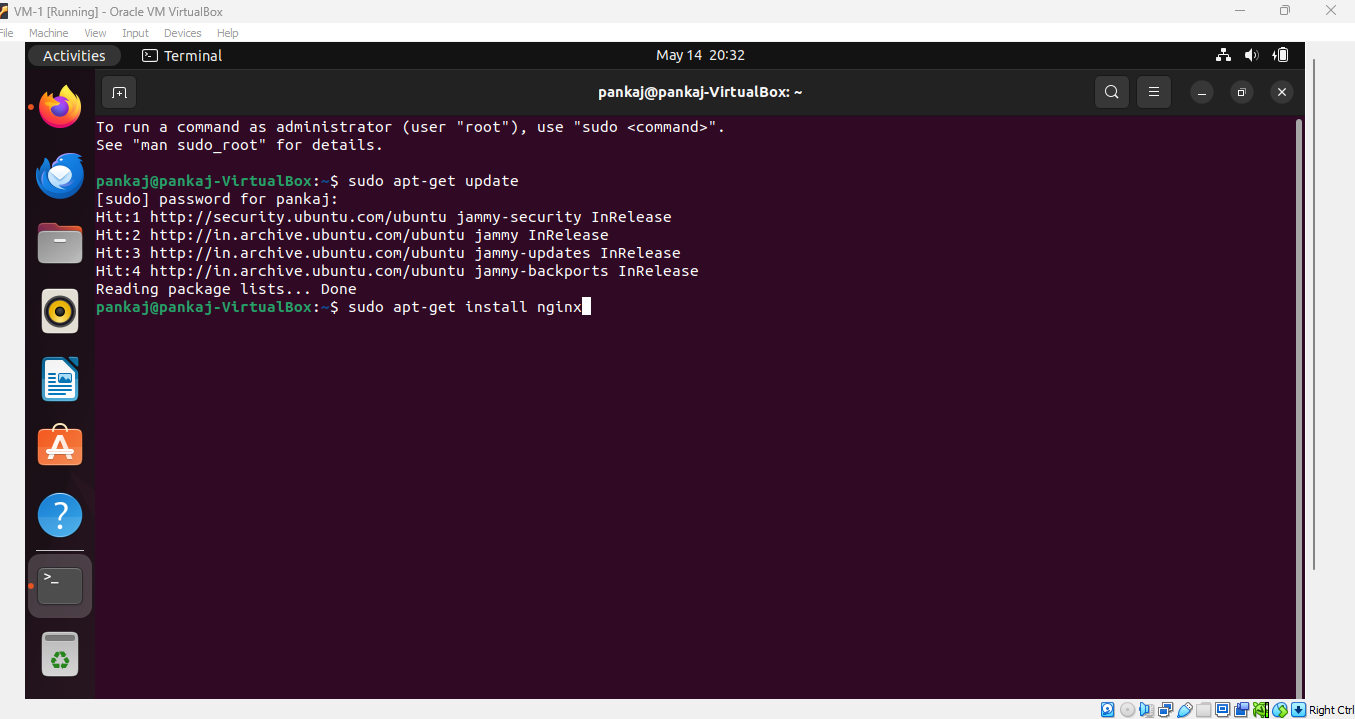 VM-1 [Running] - Oracle VM VirtualBox
File Machine View Input Devices Help
Activities Terminal May 14 20:32
pankaj@pankaj-VirtualBox: ~
To run a command as administrator (user "root"), use "sudo <command>".
See "man sudo_root" for details.
pankaj@pankaj-VirtualBox:~$ sudo apt-get update
[sudo] password for pankaj:
Hit:1 http://security.ubuntu.com/ubuntu jammy-security InRelease
Hit:2 http://in.archive.ubuntu.com/ubuntu jammy InRelease
Hit:3 http://in.archive.ubuntu.com/ubuntu jammy-updates InRelease
Hit:4 http://in.archive.ubuntu.com/ubuntu jammy-backports InRelease
Reading package lists... Done
pankaj@pankaj-VirtualBox:~$ sudo apt-get install nginx
Right Ctrl